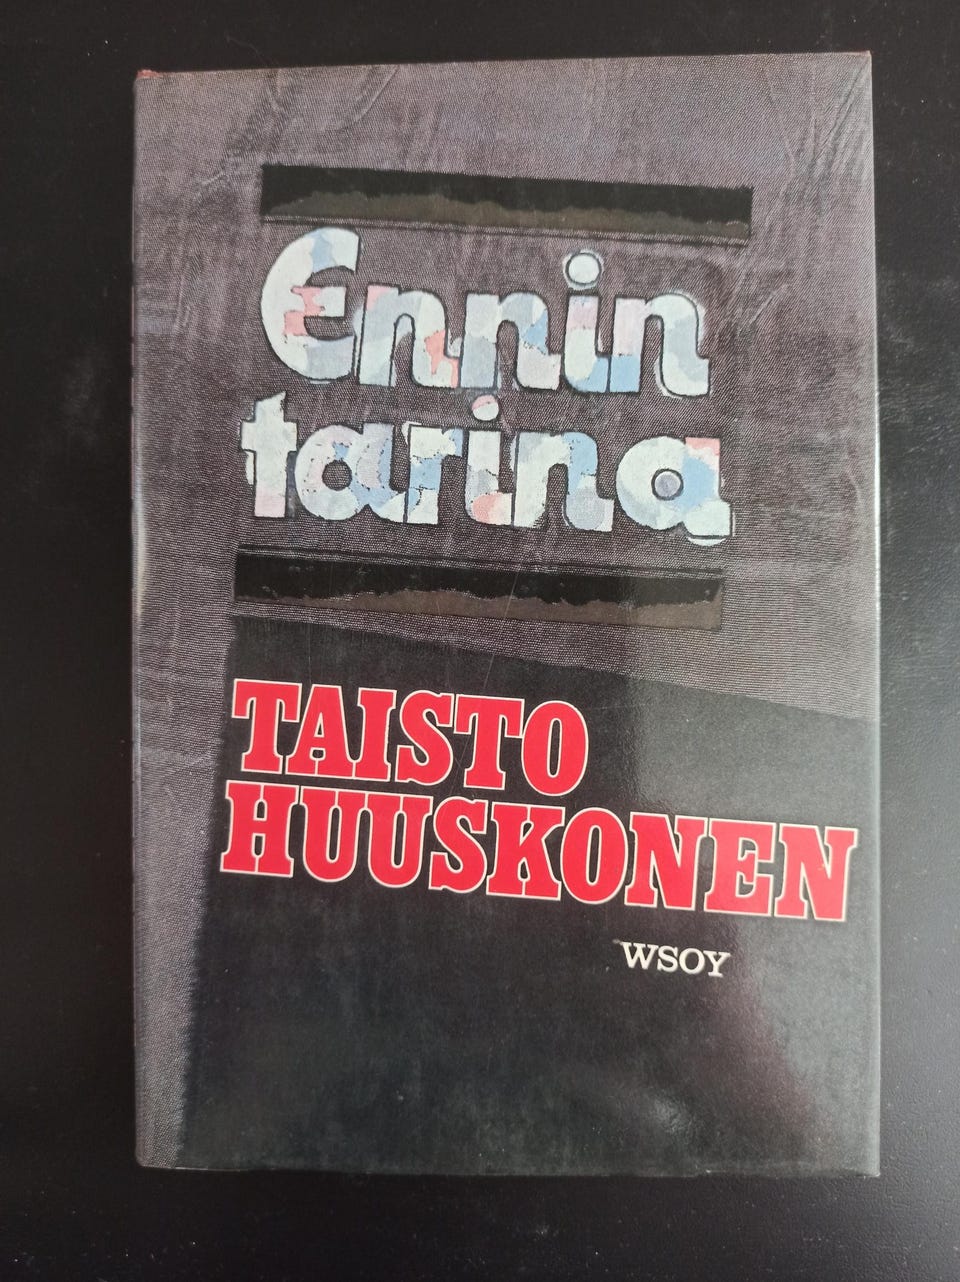 Ennin
tarina
TAISTO
HUUSKONEN
WSOY